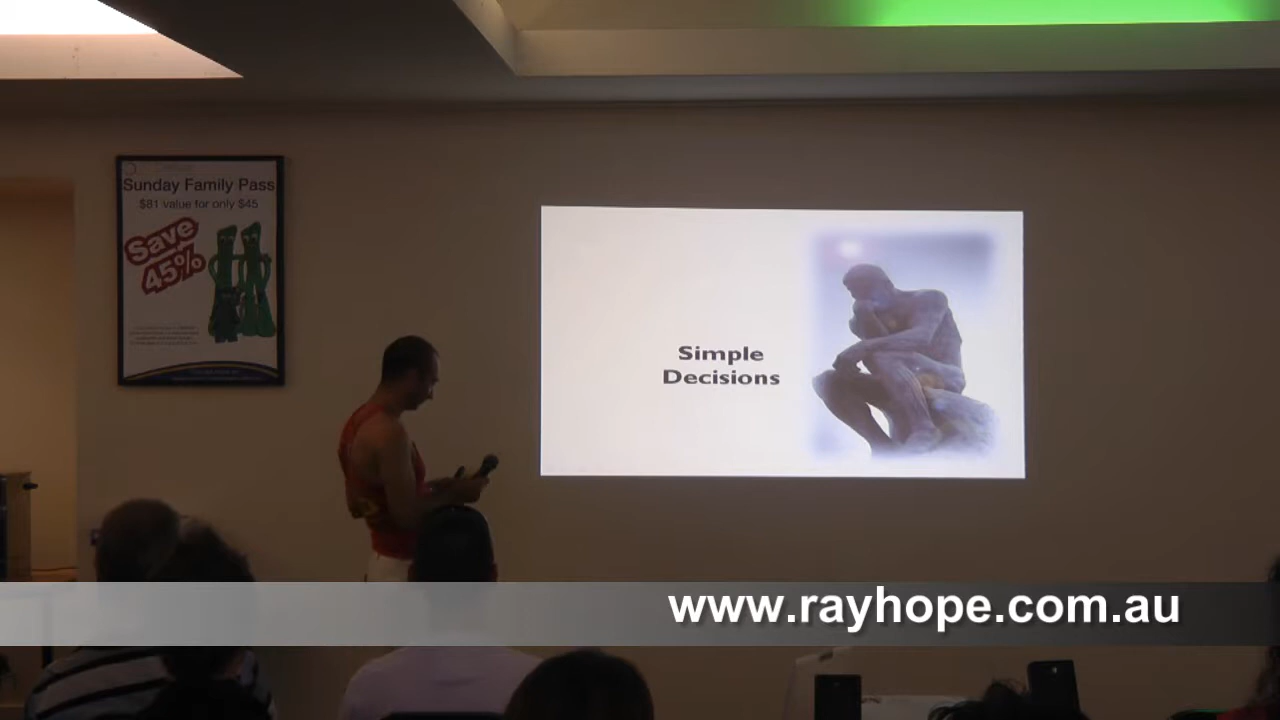 Sunday Family Pass
$81 value for only $45
Save
45%
Simple
Decisions
www.rayhope.com.au